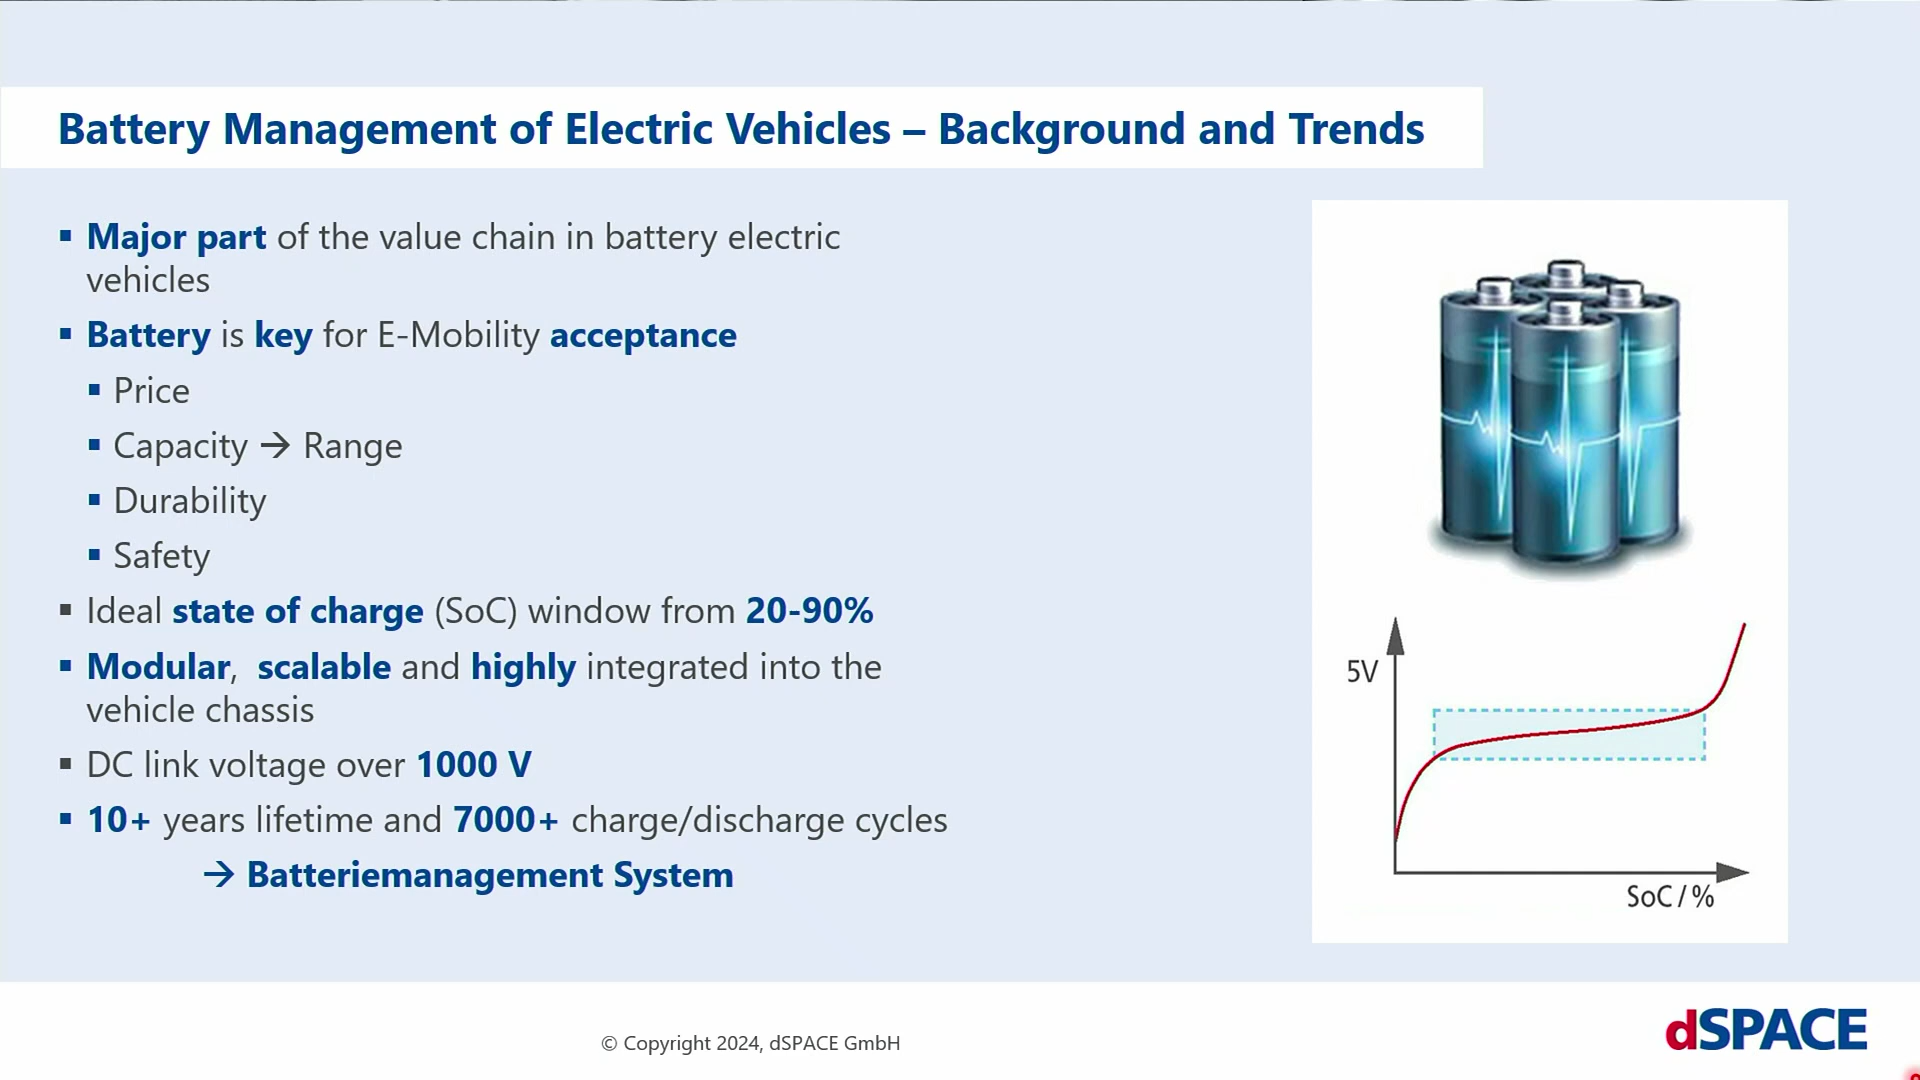 Battery Management of Electric Vehicles – Background and Trends
▪ Major part of the value chain in battery electric
vehicles
▪ Battery is key for E-Mobility acceptance
▪ Price
▪ Capacity → Range
▪ Durability
▪ Safety
▪ Ideal state of charge (SoC) window from 20-90%
▪ Modular, scalable and highly integrated into the
vehicle chassis
▪ DC link voltage over 1000 V
▪ 10+ years lifetime and 7000+ charge/discharge cycles
→ Batteriemanagement System
5V
SoC / %
© Copyright 2024, dSPACE GmbH
dSPACE